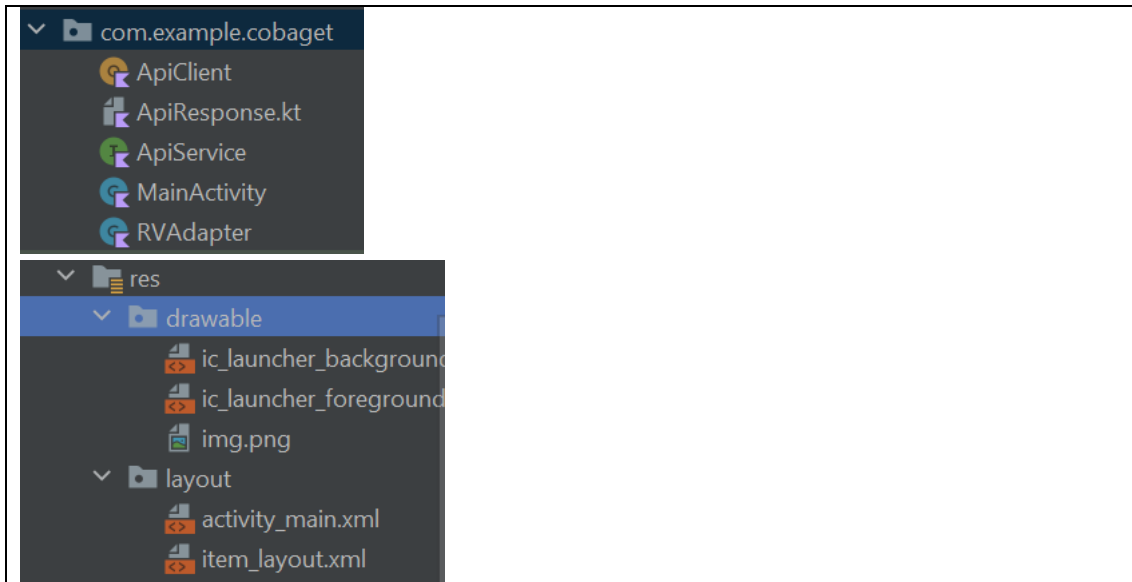 com.example.cobaget
ApiClient
ApiResponse.kt
ApiService
MainActivity
RVAdapter
res
drawable
ic_launcher_background
ic_launcher_foreground
img.png
layout
activity_main.xml
item_layout.xml